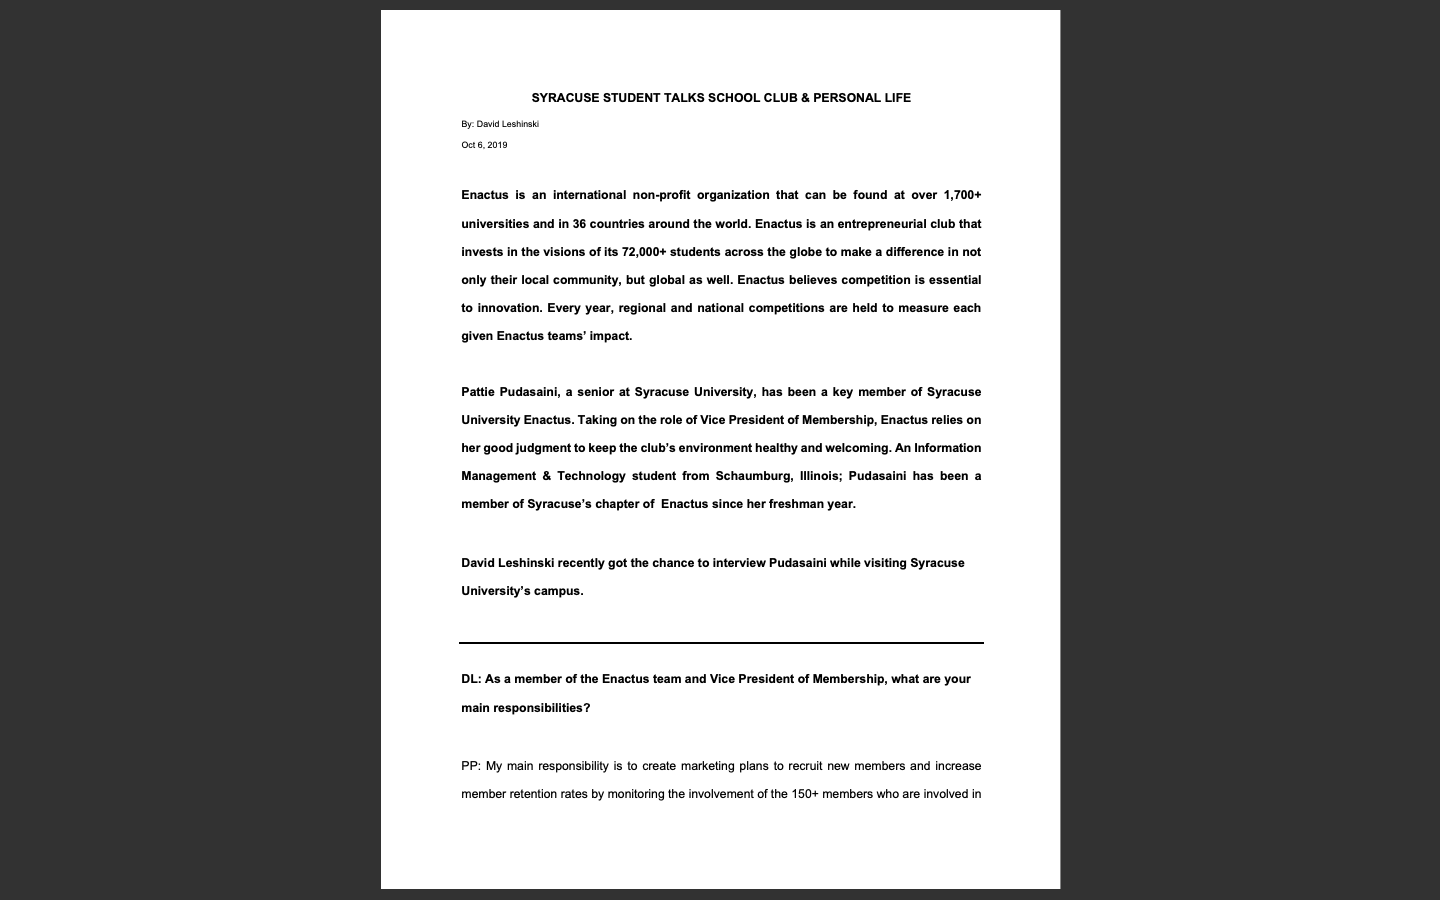 SYRACUSE STUDENT TALKS SCHOOL CLUB & PERSONAL LIFE
By: David Leshinski
Oct 6, 2019
Enactus is an international non-profit organization that can be found at over 1,700+
universities and in 36 countries around the world. Enactus is an entrepreneurial club that
invests in the visions of its 72,000+ students across the globe to make a difference in not
only their local community, but global as well. Enactus believes competition is essential
to innovation. Every year, regional and national competitions are held to measure each
given Enactus teams’ impact.
Pattie Pudasaini, a senior at Syracuse University, has been a key member of Syracuse
University Enactus. Taking on the role of Vice President of Membership, Enactus relies on
her good judgment to keep the club’s environment healthy and welcoming. An Information
Management & Technology student from Schaumburg, Illinois; Pudasaini has been a
member of Syracuse’s chapter of  Enactus since her freshman year.
David Leshinski recently got the chance to interview Pudasaini while visiting Syracuse
University’s campus.
DL: As a member of the Enactus team and Vice President of Membership, what are your
main responsibilities?
PP: My main responsibility is to create marketing plans to recruit new members and increase
member retention rates by monitoring the involvement of the 150+ members who are involved in